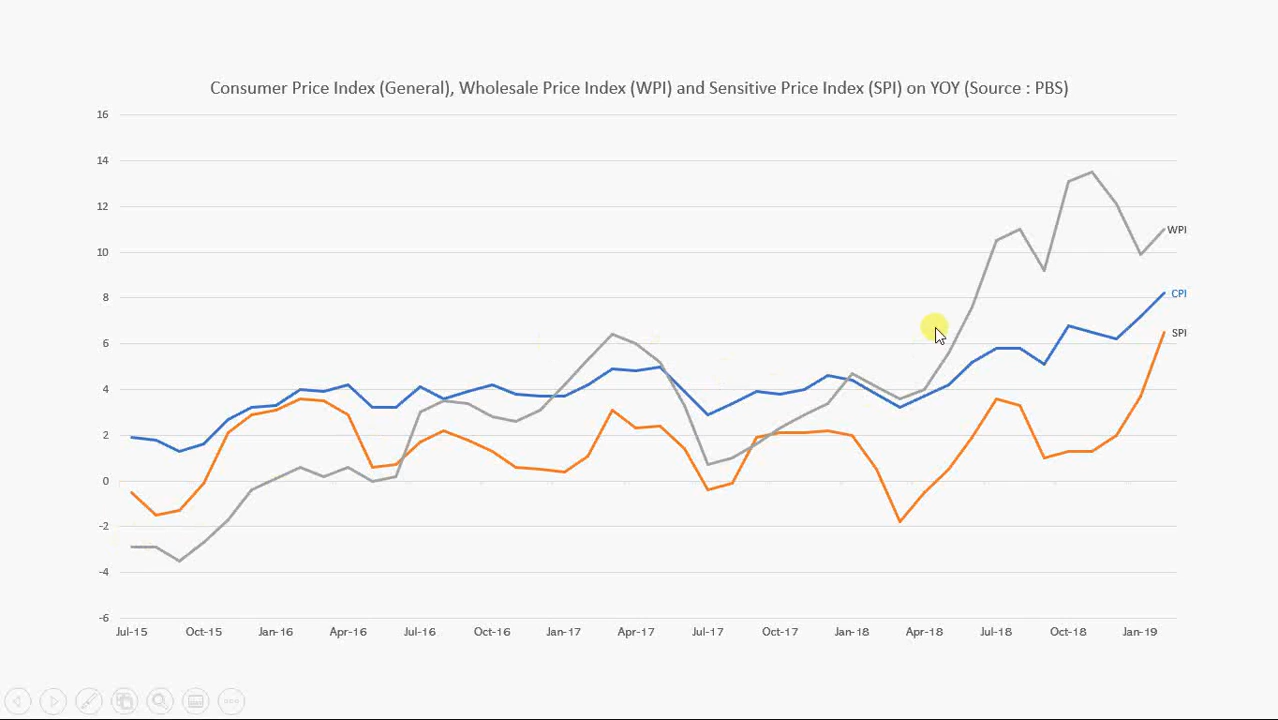 Consumer Price Index (General), Wholesale Price Index (WPI) and Sensitive Price Index (SPI) on YOY (Source : PBS)
16
14
12
10
8
6
4
2
0
-2
-4
-6
WPI
CPI
SPI
Jul-15 Oct-15 Jan-16 Apr-16 Jul-16 Oct-16 Jan-17 Apr-17 Jul-17 Oct-17 Jan-18 Apr-18 Jul-18 Oct-18 Jan-19